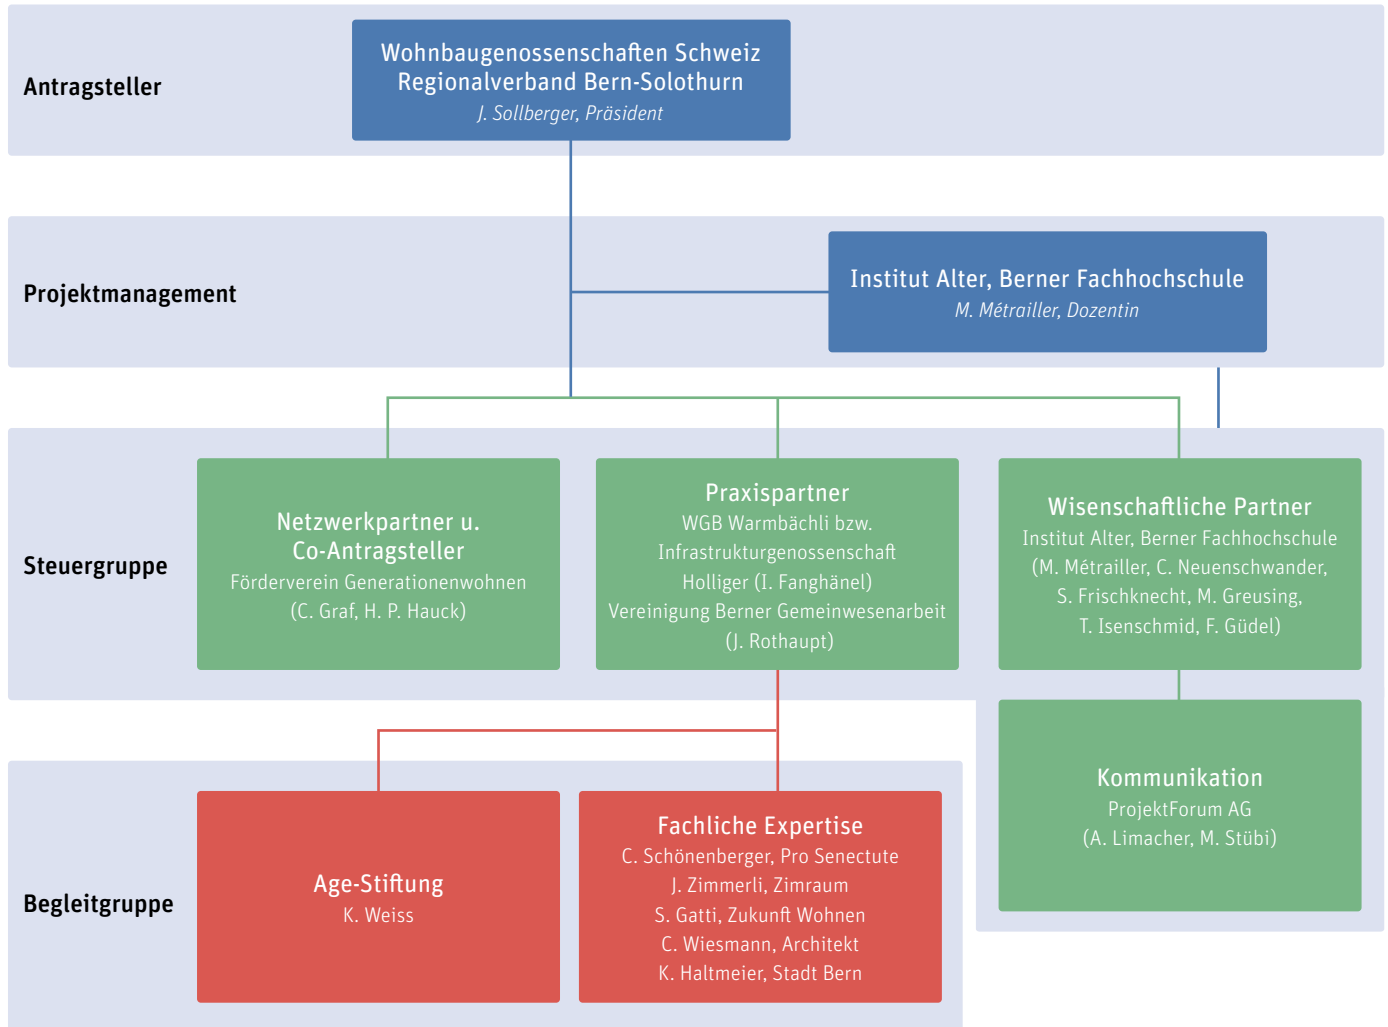 Antragsteller
Wohnbaugenossenschaften Schweiz
Regionalverband Bern-Solothurn
J. Sollberger, Präsident
Projektmanagement
Institut Alter, Berner Fachhochschule
M. Métrailler, Dozentin
Steuergruppe
Netzwerkpartner u.
Co-Antragsteller
Förderverein Generationenwohnen
(C. Graf, H. P. Hauck)
Praxispartner
WGB Warmbächli bzw.
Infrastrukturgenossenschaft
Holliger (I. Fanghänel)
Vereinigung Berner Gemeinwesenarbeit
(J. Rothaupt)
Wisenschaftliche Partner
Institut Alter, Berner Fachhochschule
(M. Métrailler, C. Neuenschwander,
S. Frischknecht, M. Greusing,
T. Isenschmid, F. Güdel)
Kommunikation
ProjektForum AG
(A. Limacher, M. Stübi)
Begleitgruppe
Age-Stiftung
K. Weiss
Fachliche Expertise
C. Schönenberger, Pro Senectute
J. Zimmerli, Zimraum
S. Gatti, Zukunft Wohnen
C. Wiesmann, Architekt
K. Haltmeier, Stadt Bern